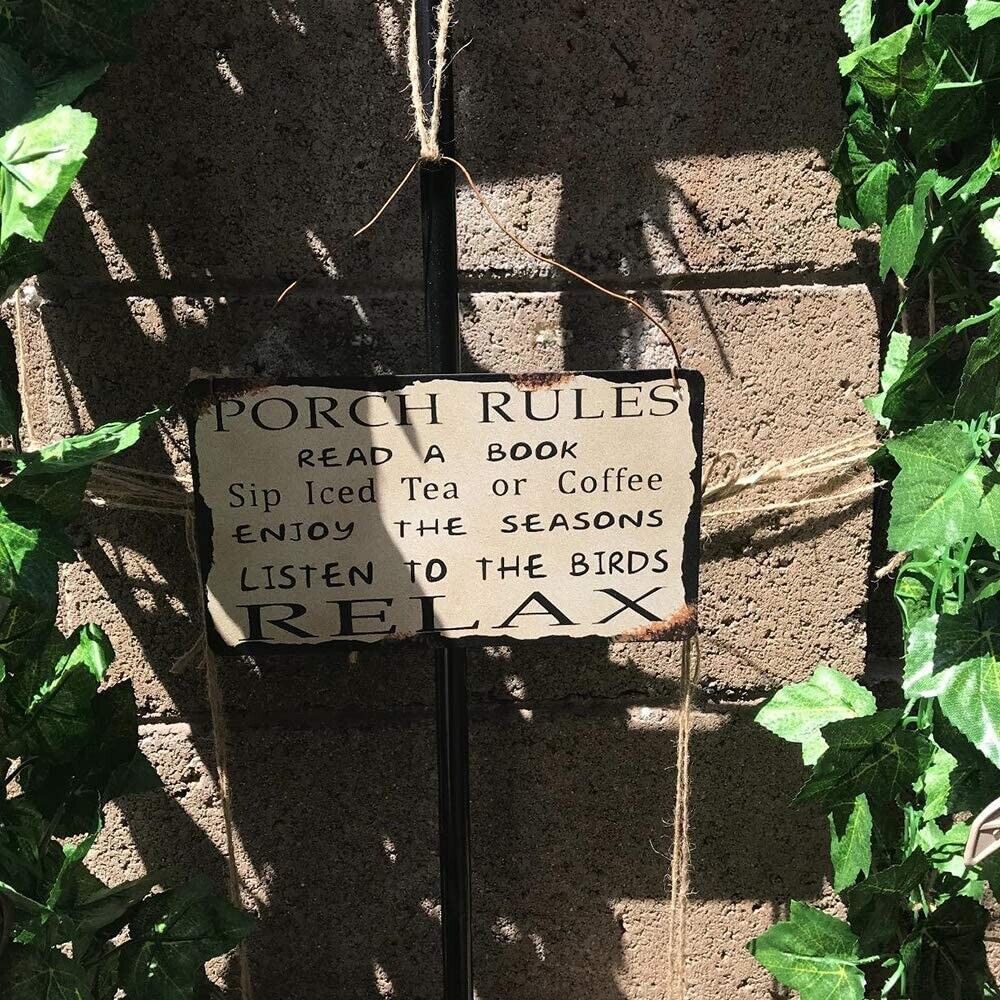 PORCH RULES
READ A BOOK
Sip Iced Tea or Coffee
ENJOY THE SEASONS
LISTEN TO THE BIRDS
RELAX